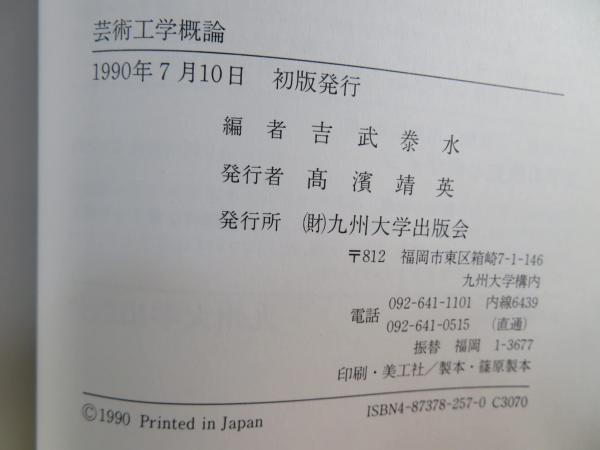 芸術工学概論
1990年7月10日 初版発行
編者 吉武泰水
発行者 髙濱靖英
発行所 (財)九州大学出版会
〒812 福岡市東区箱崎7-1-146
九州大学構内
電話 092-641-1101 内線6439
092-641-0515 (直通)
振替 福岡 1-3677
印刷・美工社/製本・篠原製本
©1990 Printed in Japan
ISBN4-87378-257-0 C3070